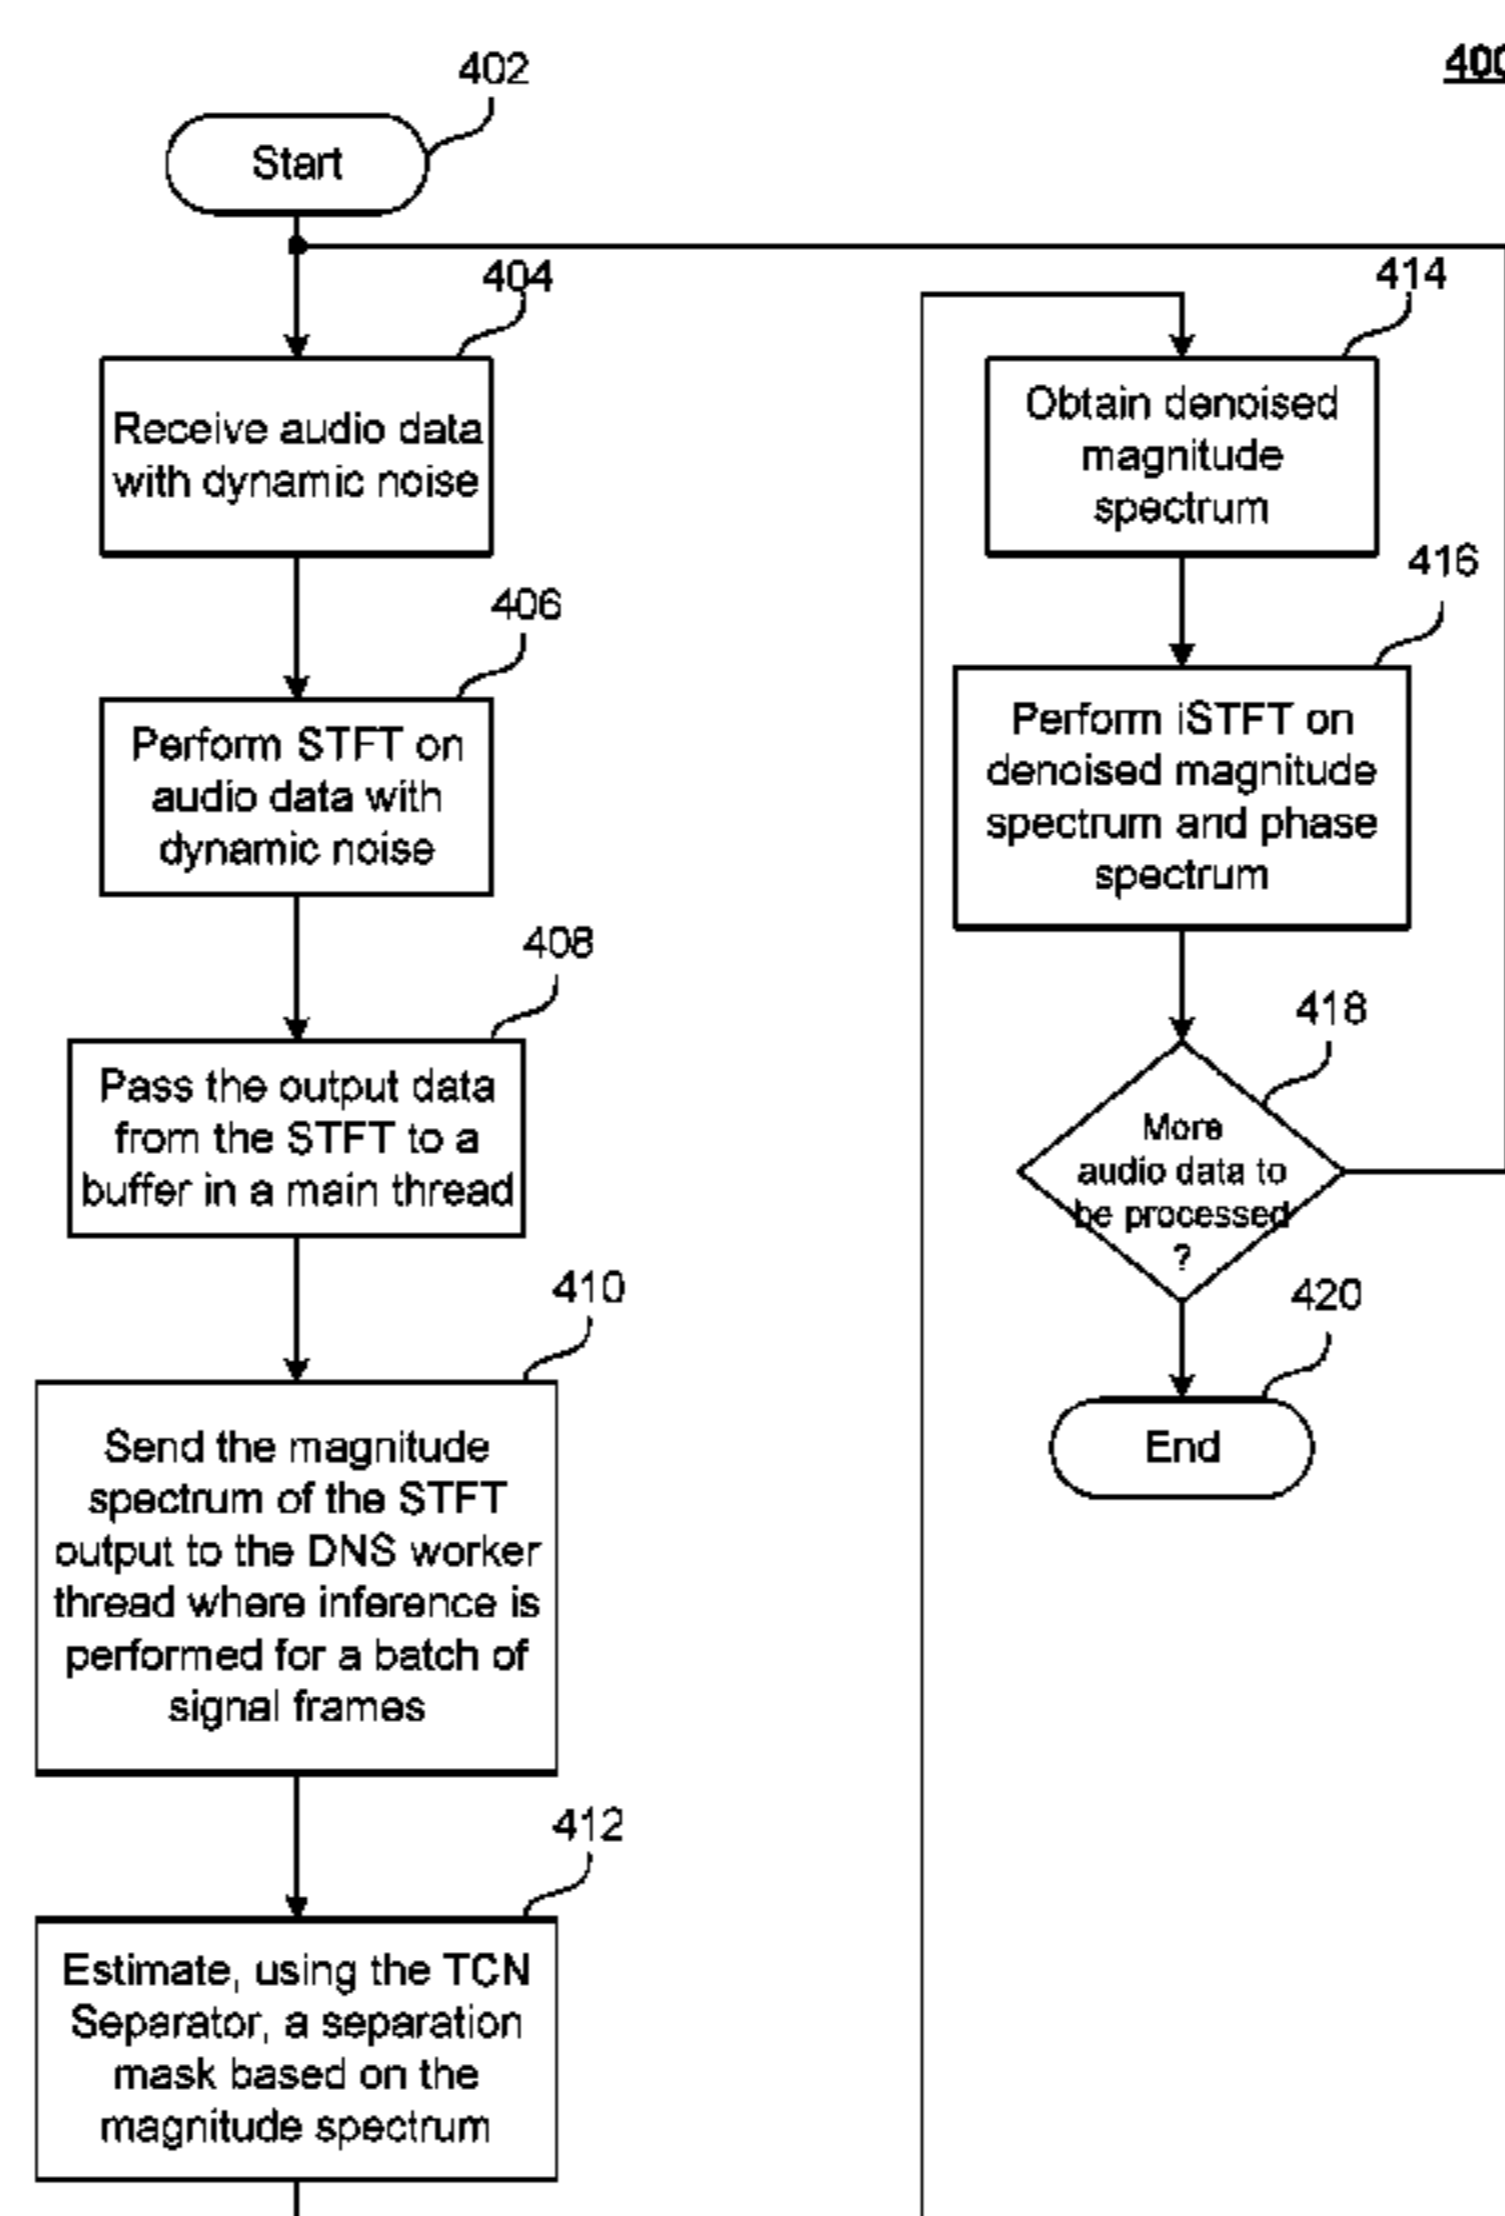 400
402
Start
404
Receive audio data
with dynamic noise
406
Perform STFT on
audio data with
dynamic noise
408
Pass the output data
from the STFT to a
buffer in a main thread
410
Send the magnitude
spectrum of the STFT
output to the DNS worker
thread where inference is
performed for a batch of
signal frames
412
Estimate, using the TCN
Separator, a separation
mask based on the
magnitude spectrum
414
Obtain denoised
magnitude
spectrum
416
Perform iSTFT on
denoised magnitude
spectrum and phase
spectrum
418
More
audio data to
be processed
?
420
End